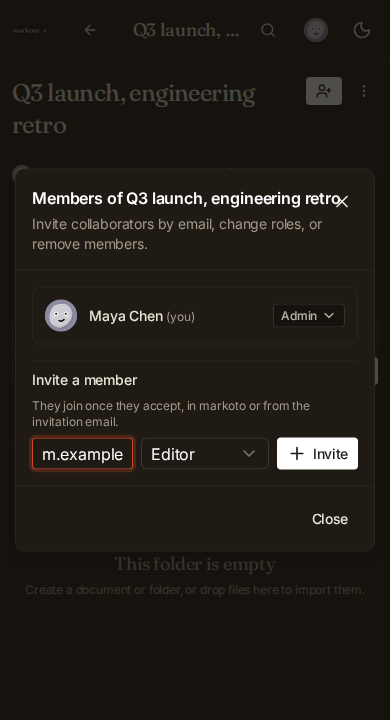 markoto
Q3 launch, ...
Q3 launch, engineering
retro
Members of Q3 launch, engineering retro
Invite collaborators by email, change roles, or
remove members.
Maya Chen (you)
Admin
Invite a member
They join once they accept, in markoto or from the
invitation email.
m.example
Editor
Invite
Close
This folder is empty
Create a document or folder, or drop files here to import them.